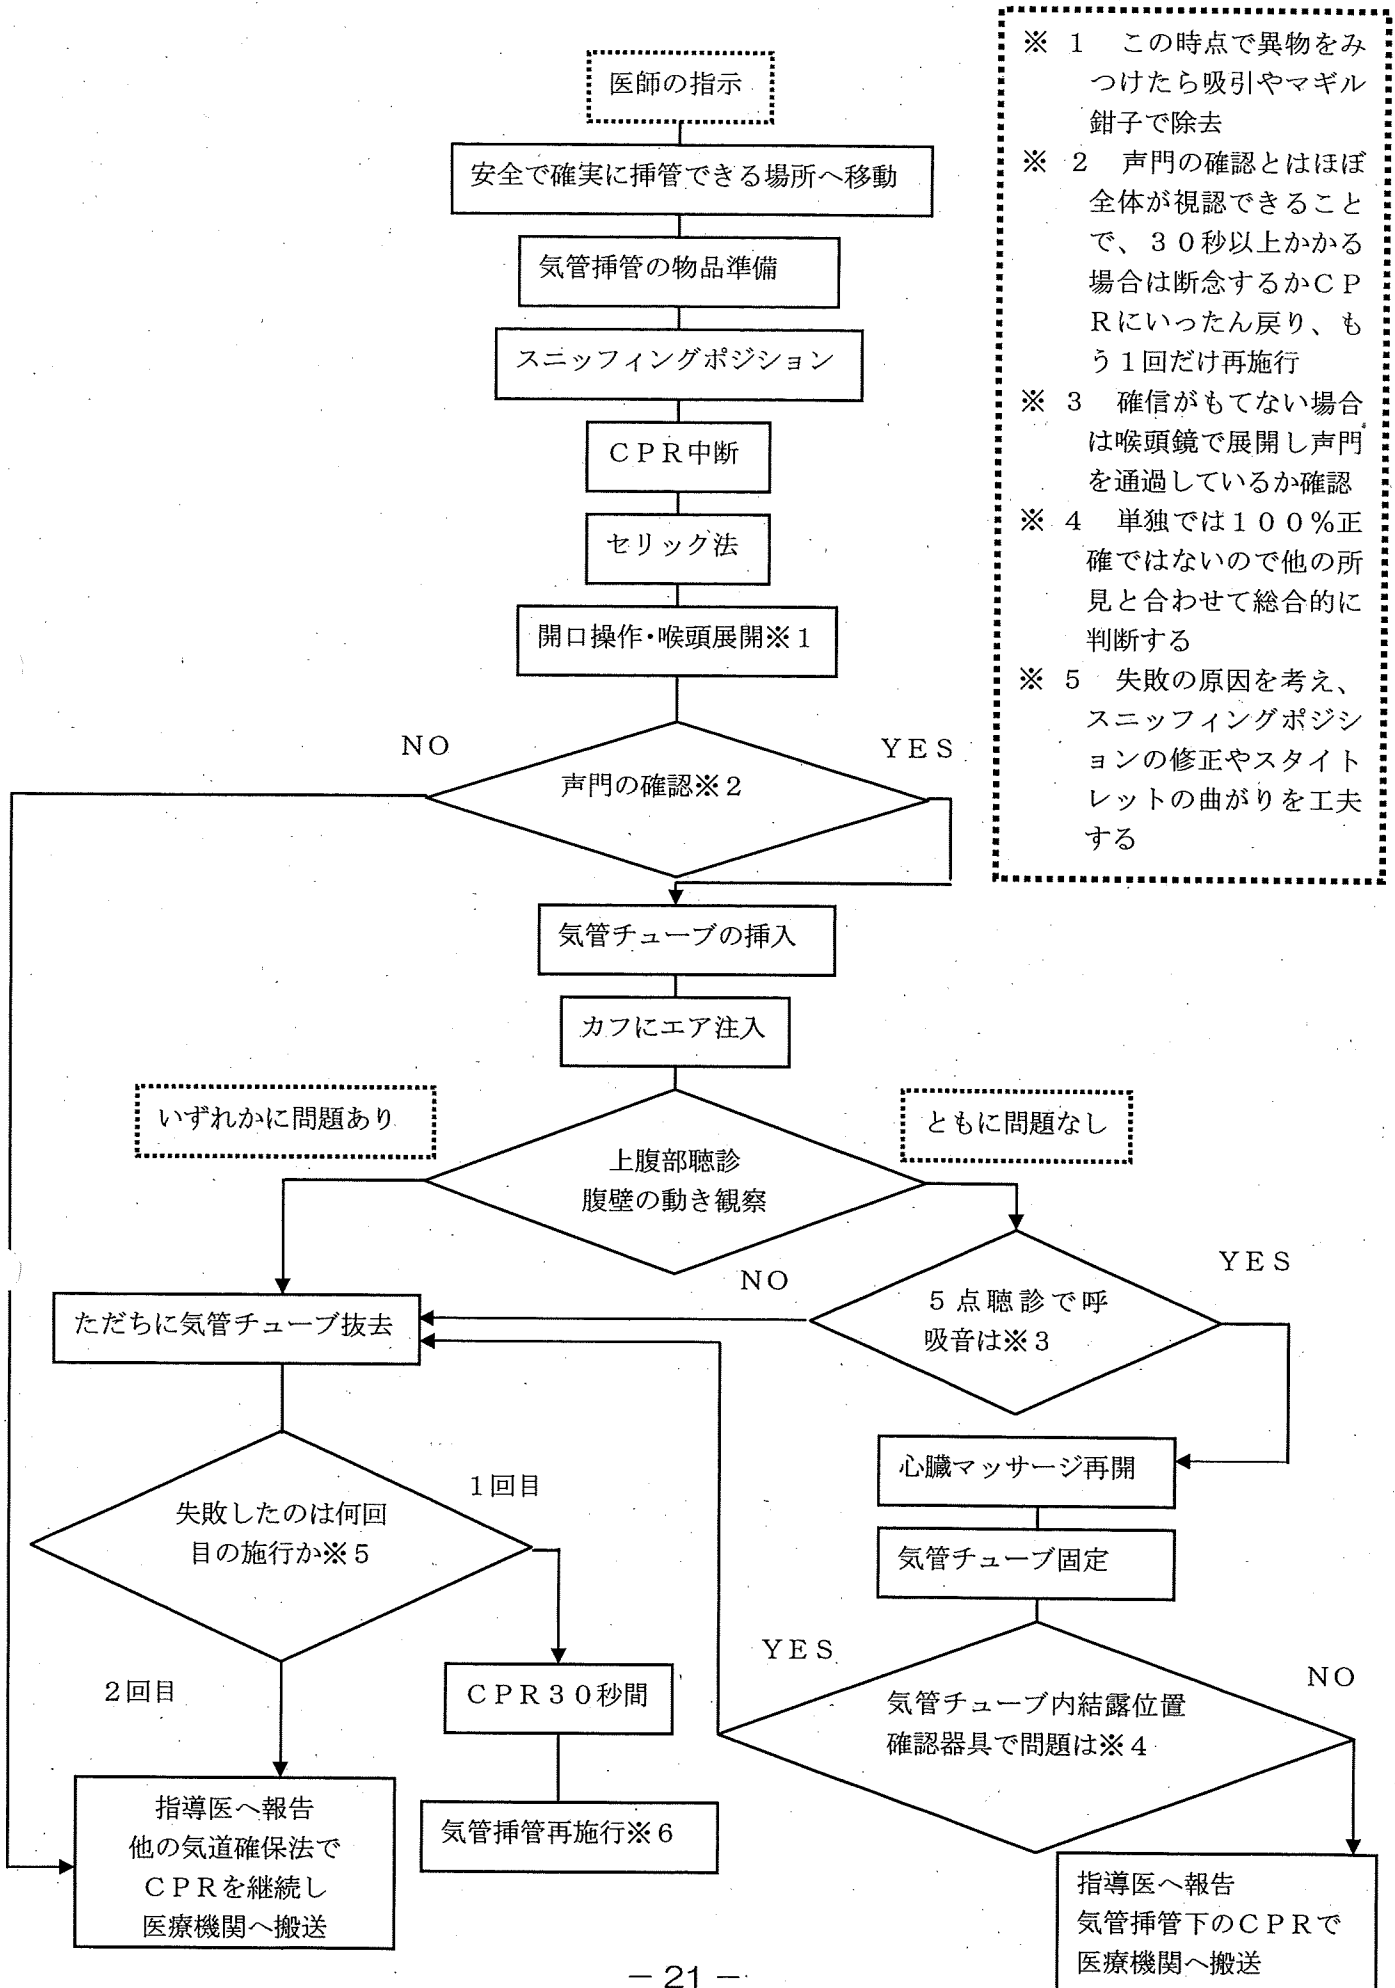 医師の指示
安全で確実に挿管できる場所へ移動
気管挿管の物品準備
スニッフィングポジション
ＣＰＲ中断
セリック法
開口操作・喉頭展開※１
※ １　この時点で異物をみ
つけたら吸引やマギル
鉗子で除去
※ ２　声門の確認とはほぼ
全体が視認できること
で、３０秒以上かかる
場合は断念するかＣＰ
Ｒにいったん戻り、も
う１回だけ再施行
※ ３　確信がもてない場合
は喉頭鏡で展開し声門
を通過しているか確認
※ ４　単独では１００％正
確ではないので他の所
見と合わせて総合的に
判断する
※ ５　失敗の原因を考え、
スニッフィングポジシ
ョンの修正やスタイト
レットの曲がりを工夫
する
ＮＯ
ＹＥＳ
声門の確認※２
気管チューブの挿入
カフにエア注入
いずれかに問題あり
ともに問題なし
上腹部聴診
腹壁の動き観察
ＮＯ
ＹＥＳ
５点聴診で呼
吸音は※３
ただちに気管チューブ抜去
心臓マッサージ再開
気管チューブ固定
１回目
失敗したのは何回
目の施行か※５
２回目
ＣＰＲ３０秒間
気管挿管再施行※６
ＹＥＳ
ＮＯ
気管チューブ内結露位置
確認器具で問題は※４
指導医へ報告
他の気道確保法で
ＣＰＲを継続し
医療機関へ搬送
指導医へ報告
気管挿管下のＣＰＲで
医療機関へ搬送
－ 21 －